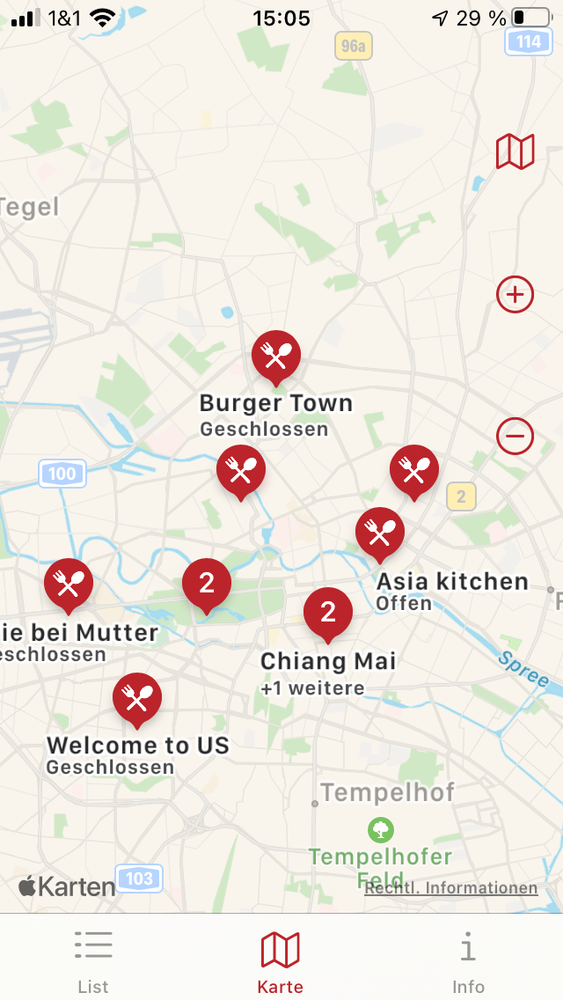 1&1 15:05 29 %
96a
114
Tegel
Burger Town
Geschlossen
100
2
Asia kitchen
Offen
2
2
ie bei Mutter
eschlossen
Chiang Mai
+1 weitere
Spree
Welcome to US
Geschlossen
Tempelhof
Tempelhofer
Feld
Karten
103
Rechtl. Informationen
List
Karte
Info